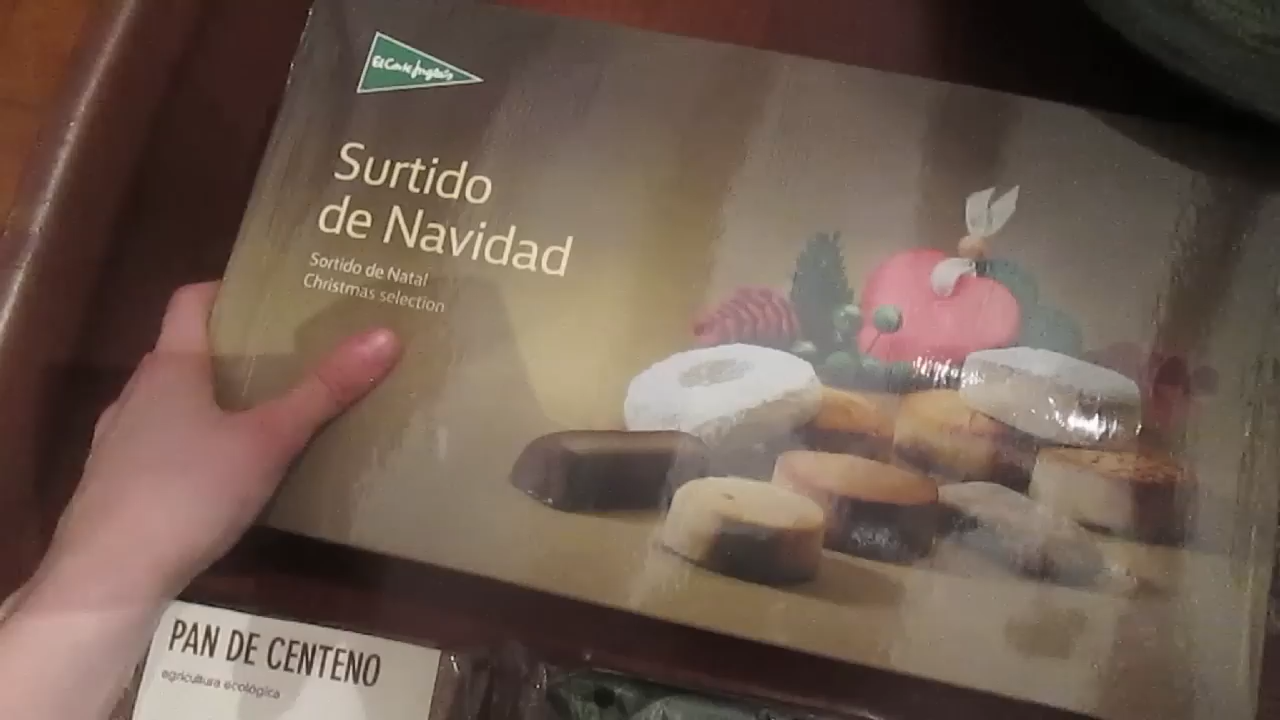 El Corte Inglés
Surtido
de Navidad
Sortido de Natal
Christmas selection
PAN DE CENTENO
agricultura ecológica